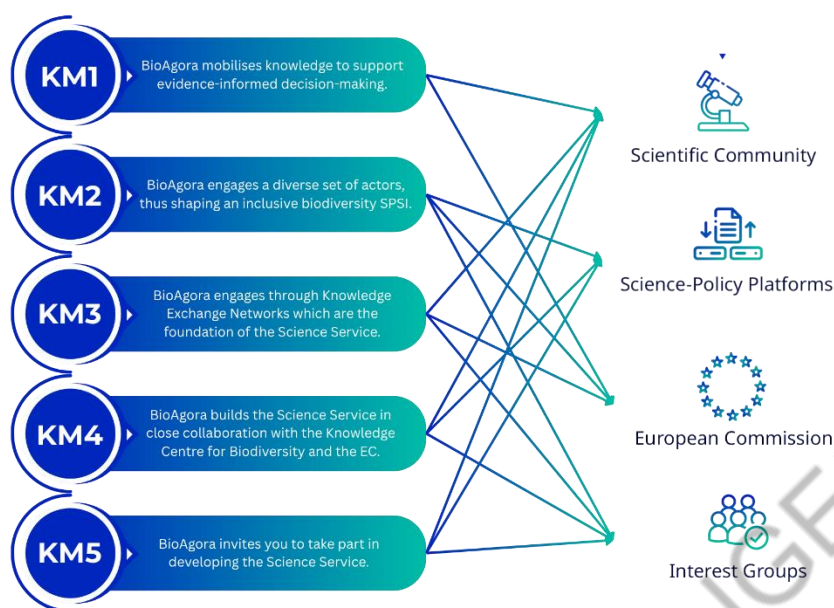 KM1
BioAgora mobilises knowledge to support
evidence-informed decision-making.
KM2
BioAgora engages a diverse set of actors,
thus shaping an inclusive biodiversity SPSI.
KM3
BioAgora engages through Knowledge
Exchange Networks which are the
foundation of the Science Service.
KM4
BioAgora builds the Science Service in
close collaboration with the Knowledge
Centre for Biodiversity and the EC.
KM5
BioAgora invites you to take part in
developing the Science Service.
Scientific Community
Science-Policy Platforms
European Commission
Interest Groups